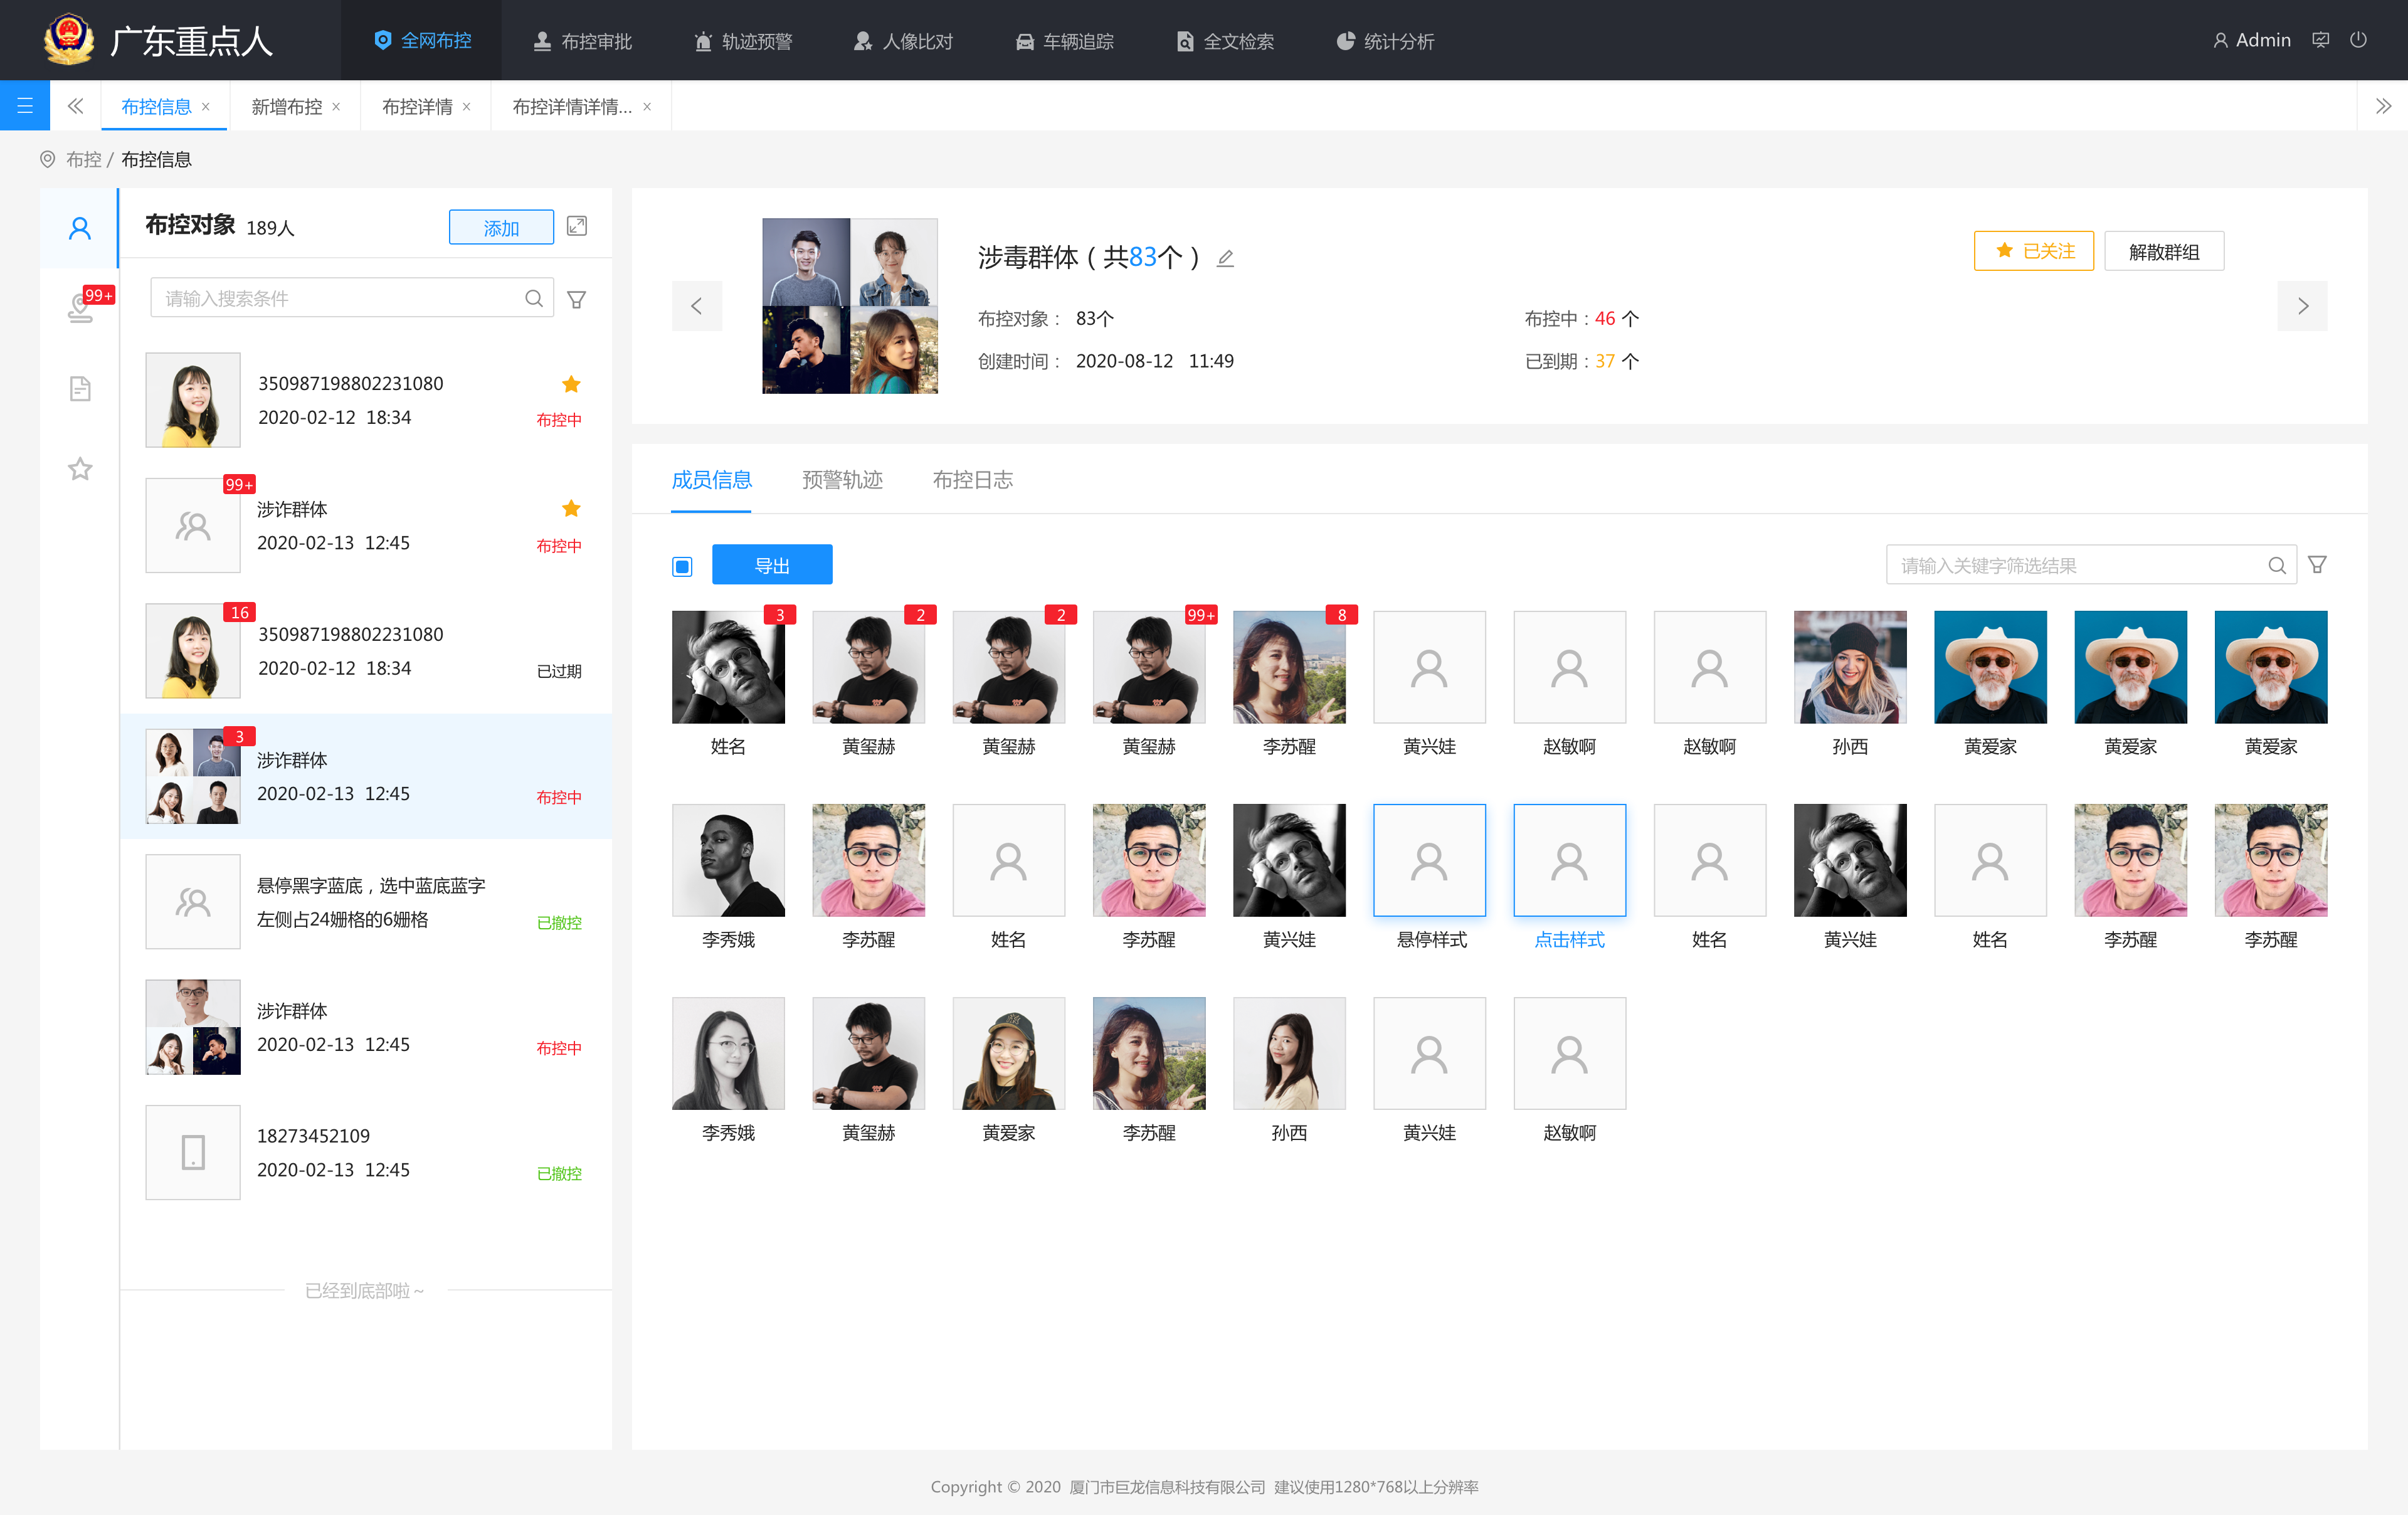 广东重点人
全网布控
布控审批
轨迹预警
人像比对
车辆追踪
全文检索
统计分析
Admin
布控信息 ×
新增布控 ×
布控详情 ×
布控详情详情... ×
布控 / 布控信息
99+
布控对象 189人
添加
请输入搜索条件
350987198802231080
2020-02-12 18:34
布控中
99+
涉诈群体
2020-02-13 12:45
布控中
16
350987198802231080
2020-02-12 18:34
已过期
3
涉诈群体
2020-02-13 12:45
布控中
悬停黑字蓝底，选中蓝底蓝字
左侧占24姗格的6姗格
已撤控
涉诈群体
2020-02-13 12:45
布控中
18273452109
2020-02-13 12:45
已撤控
已经到底部啦～
涉毒群体（共83个）
已关注
解散群组
布控对象： 83个
布控中：46 个
创建时间： 2020-08-12 11:49
已到期：37 个
成员信息
预警轨迹
布控日志
导出
请输入关键字筛选结果
3
2
2
99+
8
姓名
黄玺赫
黄玺赫
黄玺赫
李苏醒
黄兴娃
赵敏啊
赵敏啊
孙西
黄爱家
黄爱家
黄爱家
李秀娥
李苏醒
姓名
李苏醒
黄兴娃
悬停样式
点击样式
姓名
黄兴娃
姓名
李苏醒
李苏醒
李秀娥
黄玺赫
黄爱家
李苏醒
孙西
黄兴娃
赵敏啊
Copyright © 2020 厦门市巨龙信息科技有限公司 建议使用1280*768以上分辨率